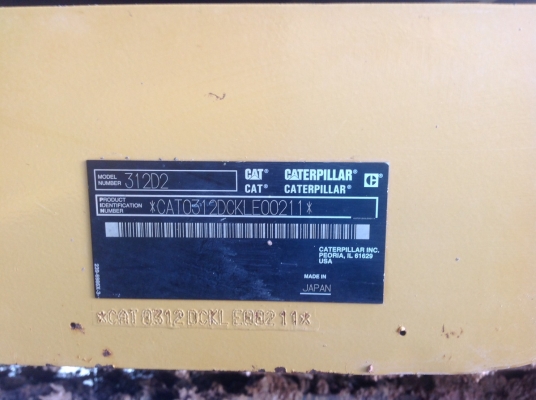 MODEL NUMBER 312D2
CAT CATERPILLAR
CAT® CATERPILLAR®
PRODUCT IDENTIFICATION NUMBER *CAT0312DCKLE00211*
CATERPILLAR INC.
PEORIA, IL 61629
USA
MADE IN
JAPAN
*CAT0312DCKLE00211*